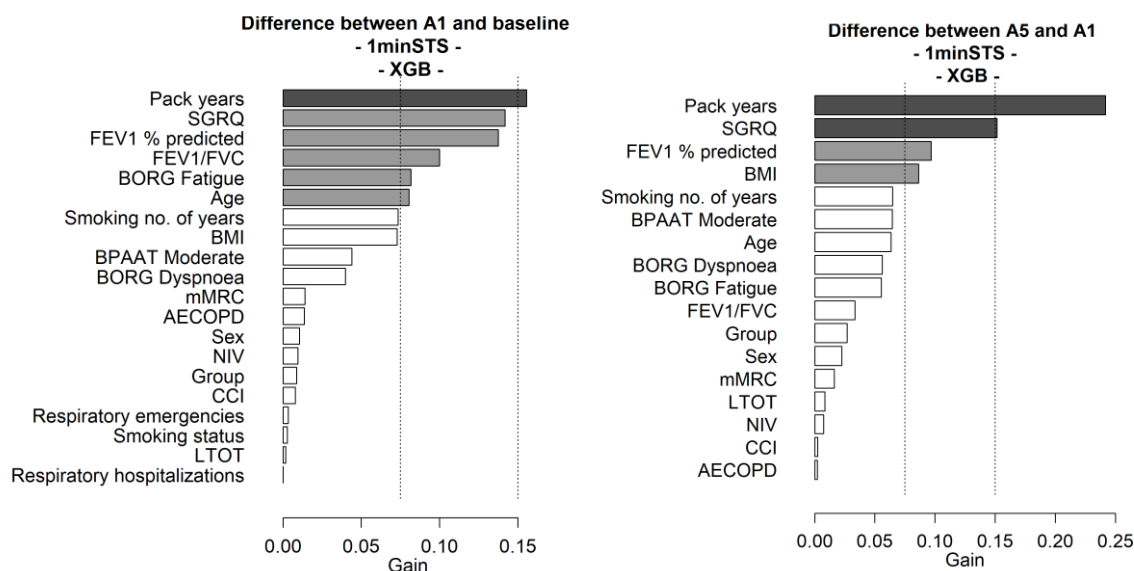 Difference between A1 and baseline
- 1minSTS -
- XGB -
Pack years
SGRQ
FEV1 % predicted
FEV1/FVC
BORG Fatigue
Age
Smoking no. of years
BMI
BPAAT Moderate
BORG Dyspnoea
mMRC
AECOPD
Sex
NIV
Group
CCI
Respiratory emergencies
Smoking status
LTOT
Respiratory hospitalizations
0.00 0.05 0.10 0.15
Gain
Difference between A5 and A1
- 1minSTS -
- XGB -
Pack years
SGRQ
FEV1 % predicted
BMI
Smoking no. of years
BPAAT Moderate
Age
BORG Dyspnoea
BORG Fatigue
FEV1/FVC
Group
Sex
mMRC
LTOT
NIV
CCI
AECOPD
0.00 0.05 0.10 0.15 0.20 0.25
Gain